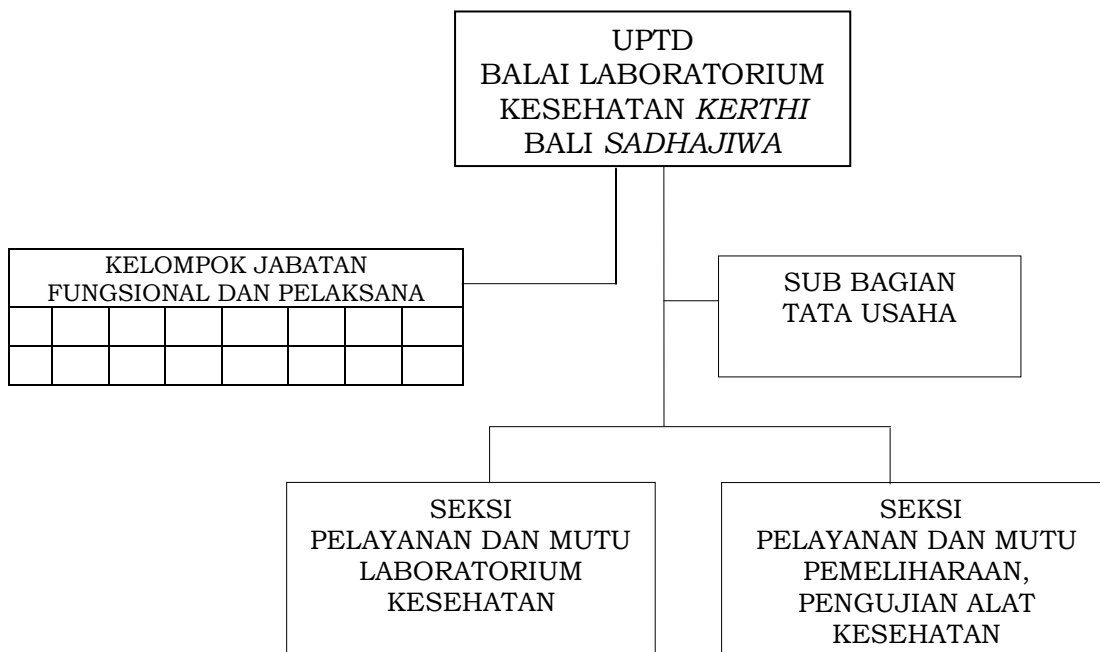 UPTD
BALAI LABORATORIUM
KESEHATAN KERTHI
BALI SADHAJIWA
KELOMPOK JABATAN
FUNGSIONAL DAN PELAKSANA
SUB BAGIAN
TATA USAHA
SEKSI
PELAYANAN DAN MUTU
LABORATORIUM
KESEHATAN
SEKSI
PELAYANAN DAN MUTU
PEMELIHARAAN,
PENGUJIAN ALAT
KESEHATAN